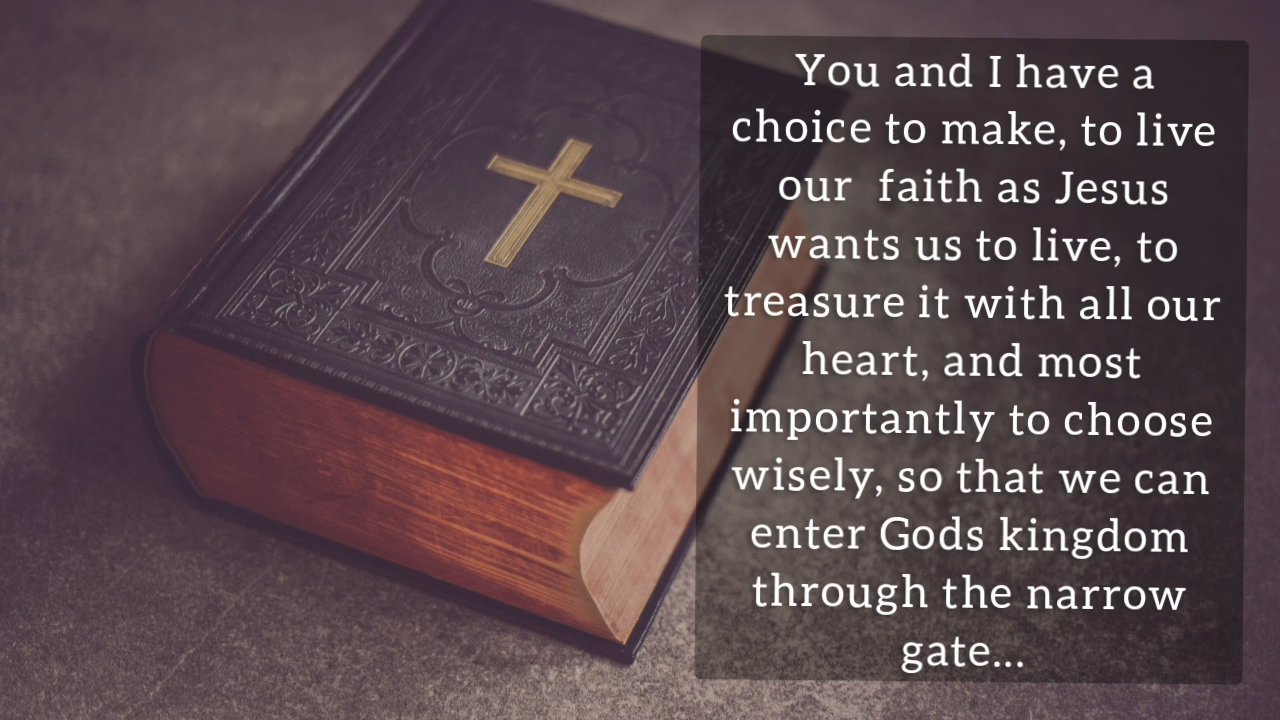 You and I have a
choice to make, to live
our  faith as Jesus
wants us to live, to
treasure it with all our
heart, and most
importantly to choose
wisely, so that we can
enter Gods kingdom
through the narrow
gate...